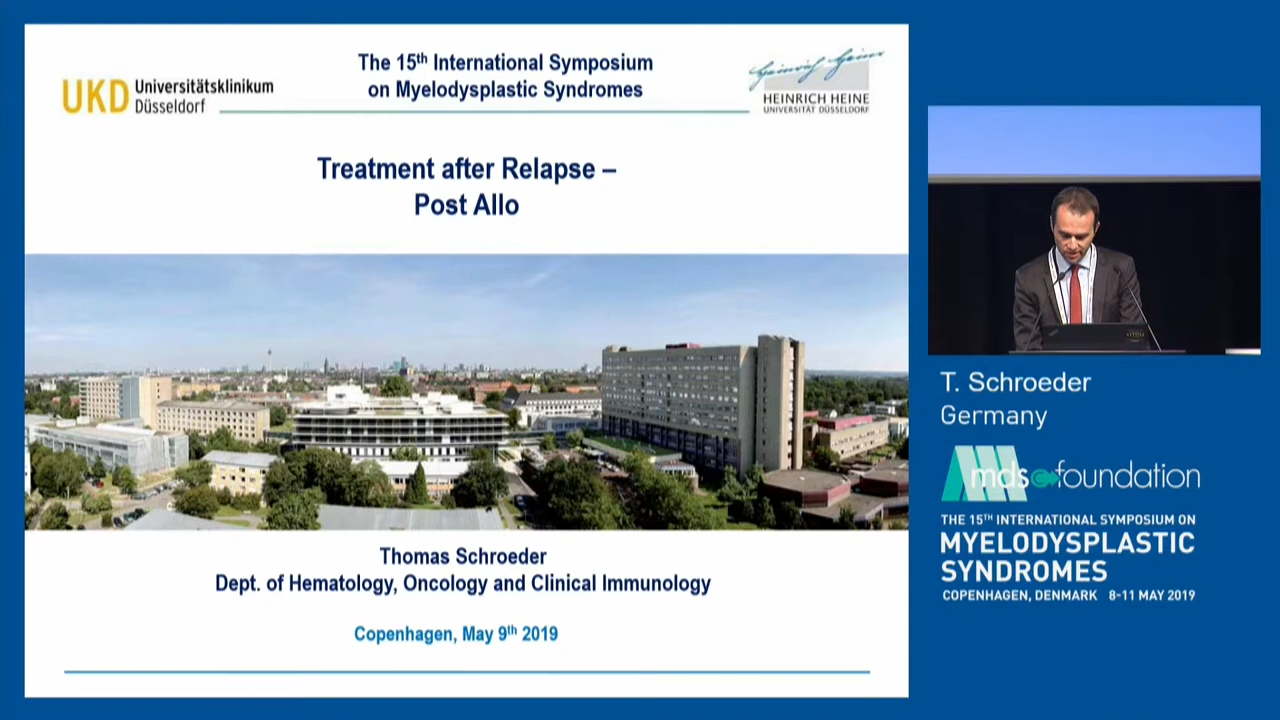 UKD Universitätsklinikum
Düsseldorf
The 15th International Symposium
on Myelodysplastic Syndromes
Heinrich Heine
HEINRICH HEINE
UNIVERSITÄT DÜSSELDORF
Treatment after Relapse –
Post Allo
Thomas Schroeder
Dept. of Hematology, Oncology and Clinical Immunology
Copenhagen, May 9th 2019
T. Schroeder
Germany
mds foundation
THE 15TH INTERNATIONAL SYMPOSIUM ON
MYELODYSPLASTIC
SYNDROMES
COPENHAGEN, DENMARK 8-11 MAY 2019